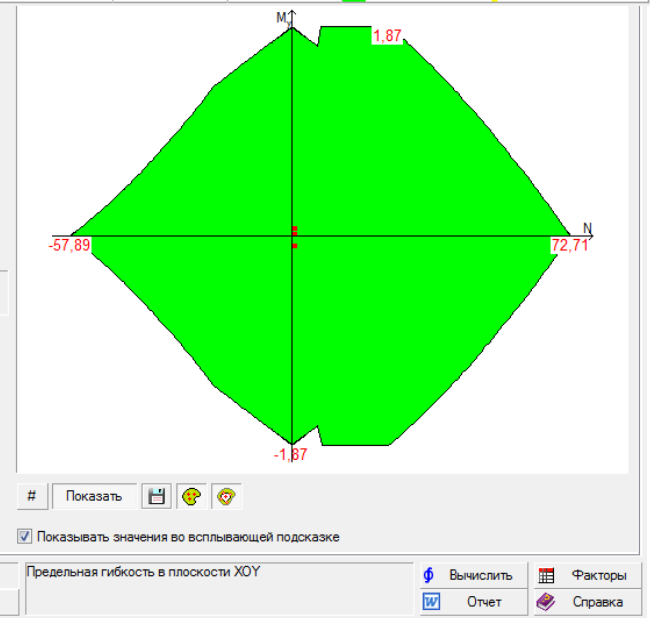 My
1,87
N
-57,89
72,71
-1,87
# Показать
Показывать значения во всплывающей подсказке
Предельная гибкость в плоскости XOY
Вычислить
Факторы
W Отчет
Справка